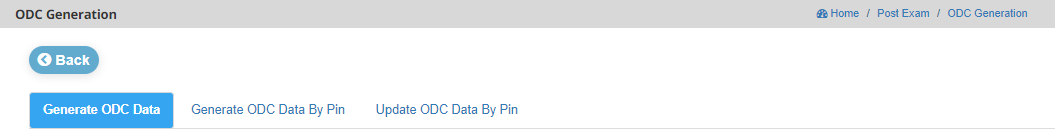 ODC Generation Home / Post Exam / ODC Generation
Back
Generate ODC Data Generate ODC Data By Pin Update ODC Data By Pin